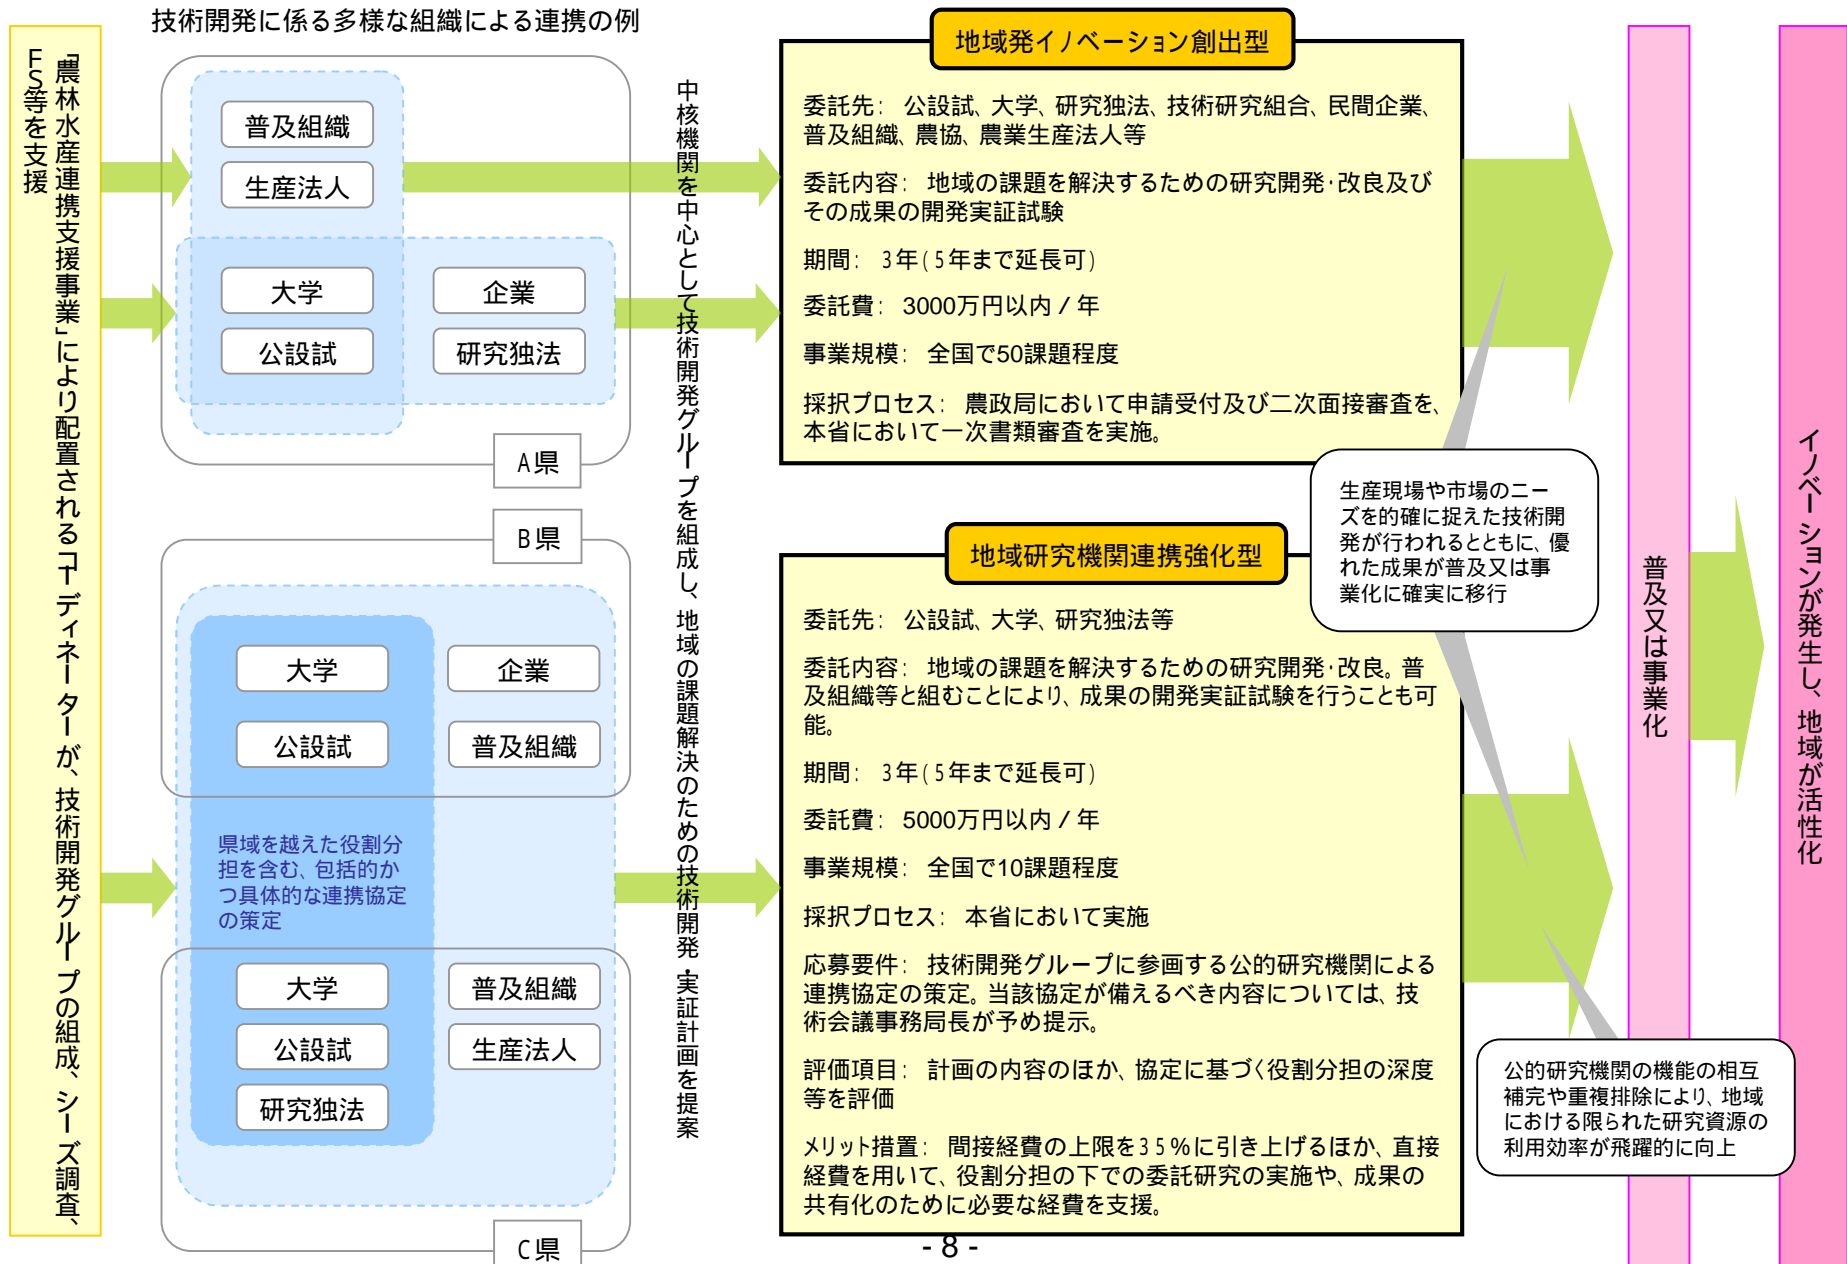 技術開発に係る多様な組織による連携の例
「農林水産連携支援事業」により配置されるコーディネーターが、技術開発グループの組成、シーズ調査、
FS等を支援
普及組織
生産法人
大学
企業
公設試
研究独法
A県
B県
大学
企業
公設試
普及組織
県域を越えた役割分
担を含む、包括的か
つ具体的な連携協定
の策定
大学
普及組織
公設試
生産法人
研究独法
C県
中核機関を中心として技術開発グループを組成し、地域の課題解決のための技術開発・実証計画を提案
地域発イノベーション創出型
委託先： 公設試、大学、研究独法、技術研究組合、民間企業、
普及組織、農協、農業生産法人等
委託内容： 地域の課題を解決するための研究開発・改良及び
その成果の開発実証試験
期間： 3年(5年まで延長可)
委託費： 3000万円以内／年
事業規模： 全国で50課題程度
採択プロセス： 農政局において申請受付及び二次面接審査を、
本省において一次書類審査を実施。
地域研究機関連携強化型
委託先： 公設試、大学、研究独法等
委託内容： 地域の課題を解決するための研究開発・改良。普
及組織等と組むことにより、成果の開発実証試験を行うことも可
能。
期間： 3年(5年まで延長可)
委託費： 5000万円以内／年
事業規模： 全国で10課題程度
採択プロセス： 本省において実施
応募要件： 技術開発グループに参画する公的研究機関による
連携協定の策定。当該協定が備えるべき内容については、技
術会議事務局長が予め提示。
評価項目： 計画の内容のほか、協定に基づく役割分担の深度
等を評価
メリット措置： 間接経費の上限を35％に引き上げるほか、直接
経費を用いて、役割分担の下での委託研究の実施や、成果の
共有化のために必要な経費を支援。
生産現場や市場のニー
ズを的確に捉えた技術開
発が行われるとともに、優
れた成果が普及又は事
業化に確実に移行
公的研究機関の機能の相互
補完や重複排除により、地域
における限られた研究資源の
利用効率が飛躍的に向上
普及又は事業化
イノベーションが発生し、地域が活性化
- 8 -